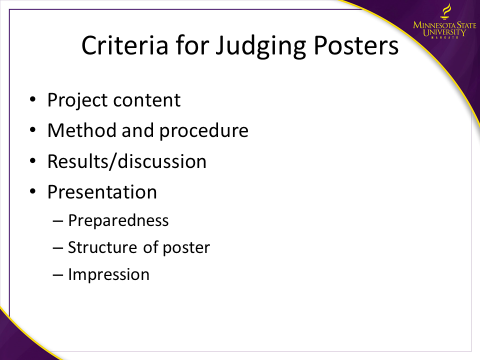 MINNESOTA STATE
UNIVERSITY
MANKATO
Criteria for Judging Posters
• Project content
• Method and procedure
• Results/discussion
• Presentation
– Preparedness
– Structure of poster
– Impression